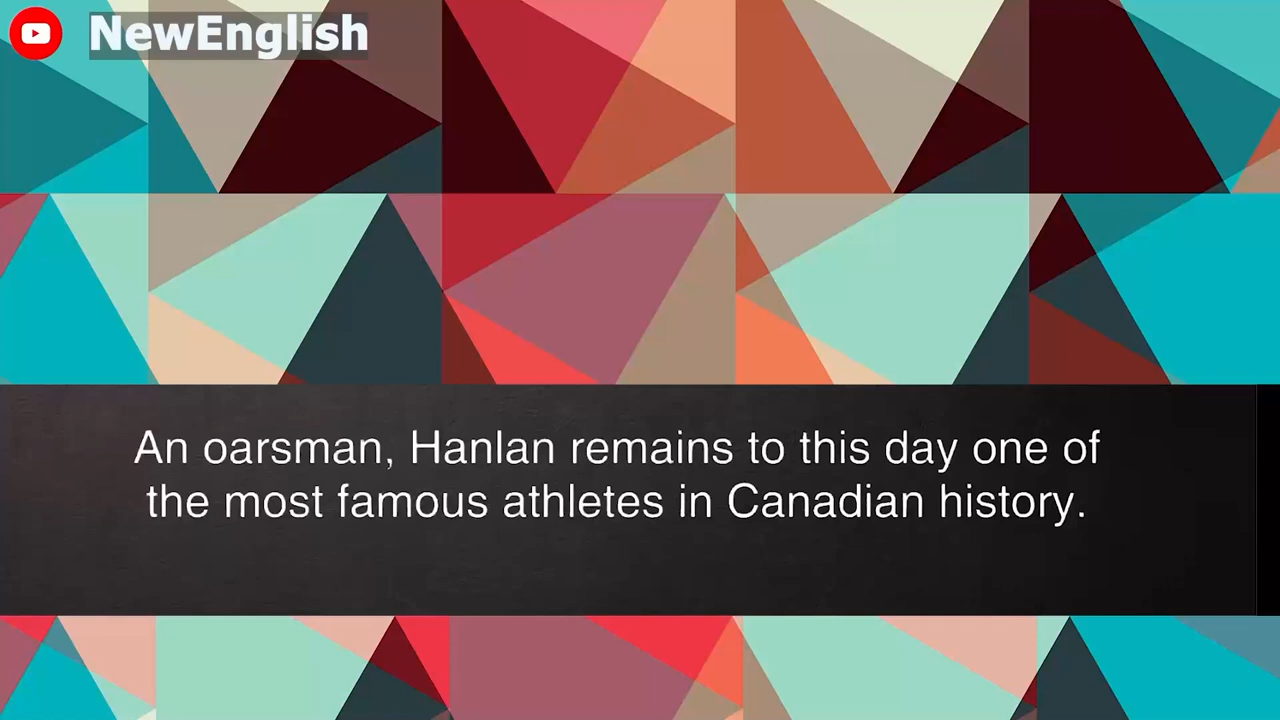 NewEnglish
An oarsman, Hanlan remains to this day one of
the most famous athletes in Canadian history.